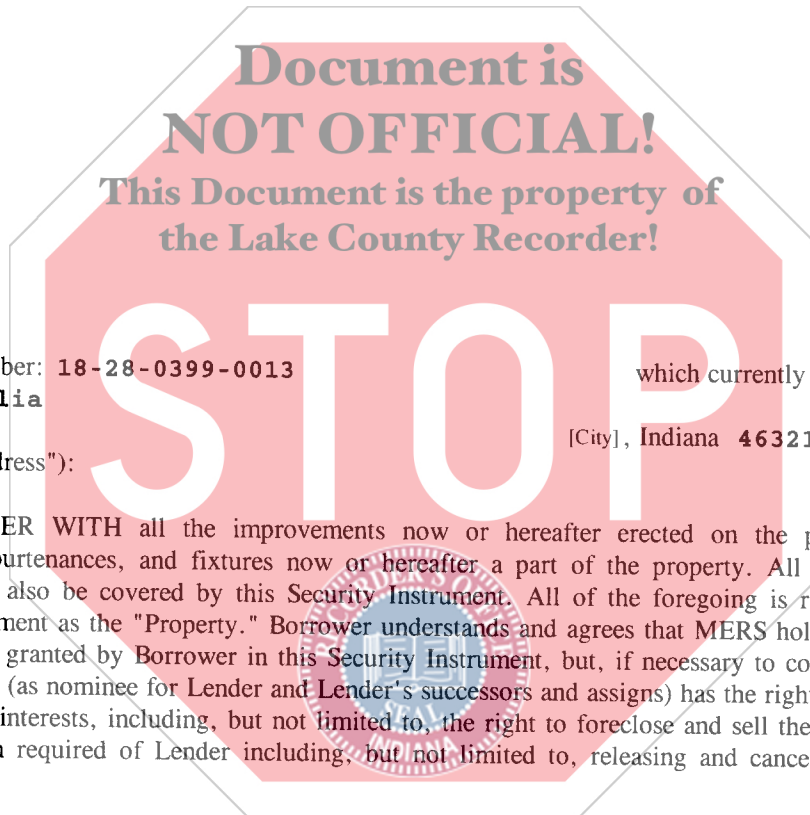 Document is
NOT OFFICIAL!
This Document is the property of
the Lake County Recorder!
STOP
ber: 18-28-0399-0013 which currently
lia
[City], Indiana 46321
dress"):
ER WITH all the improvements now or hereafter erected on the p
purtenances, and fixtures now or hereafter a part of the property. All
also be covered by this Security Instrument. All of the foregoing is r
ment as the "Property." Borrower understands and agrees that MERS hol
granted by Borrower in this Security Instrument, but, if necessary to co
(as nominee for Lender and Lender's successors and assigns) has the right
interests, including, but not limited to, the right to foreclose and sell the
n required of Lender including, but not limited to, releasing and cance
RECORDER'S OFFICE
SEAL
INDIANA